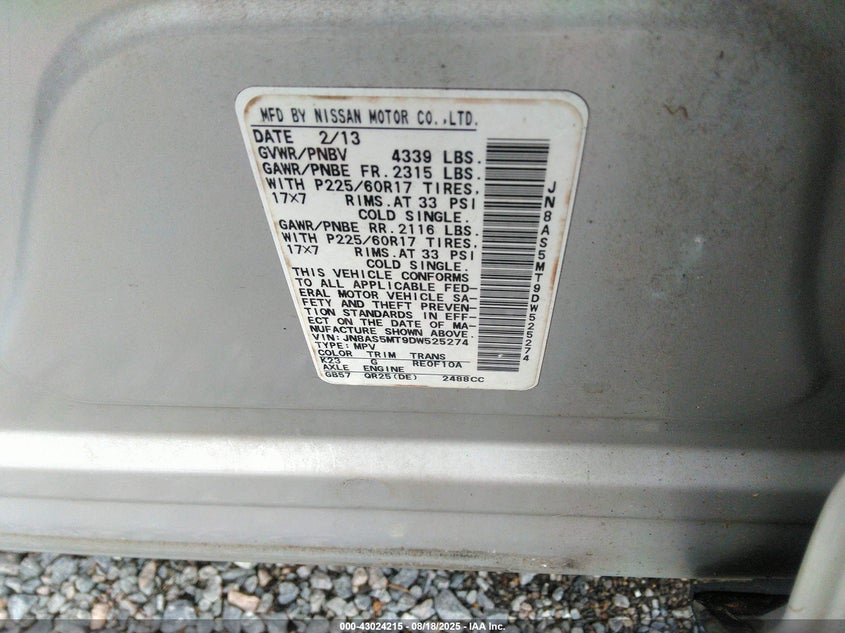 MFD BY NISSAN MOTOR CO.,LTD.
DATE 2/13
GVWR/PNBV 4339 LBS.
GAWR/PNBE FR. 2315 LBS.
WITH P225/60R17 TIRES,
17X7 RIMS.AT 33 PSI
COLD SINGLE.
GAWR/PNBE RR. 2116 LBS.
WITH P225/60R17 TIRES,
17X7 RIMS.AT 33 PSI
COLD SINGLE.
THIS VEHICLE CONFORMS
TO ALL APPLICABLE FED-
ERAL MOTOR VEHICLE SA-
FETY AND THEFT PREVEN-
TION STANDARDS IN EFF-
ECT ON THE DATE OF MA-
NUFACTURE SHOWN ABOVE.
VIN: JN8AS5MT9DW525274
TYPE: MPV
COLOR TRIM TRANS
K23 G RE0F10A
AXLE ENGINE
GB57 QR25(DE) 2488CC
JN8AS5MT9DW525274
000-43024215 - 08/18/2025 - IAA Inc.